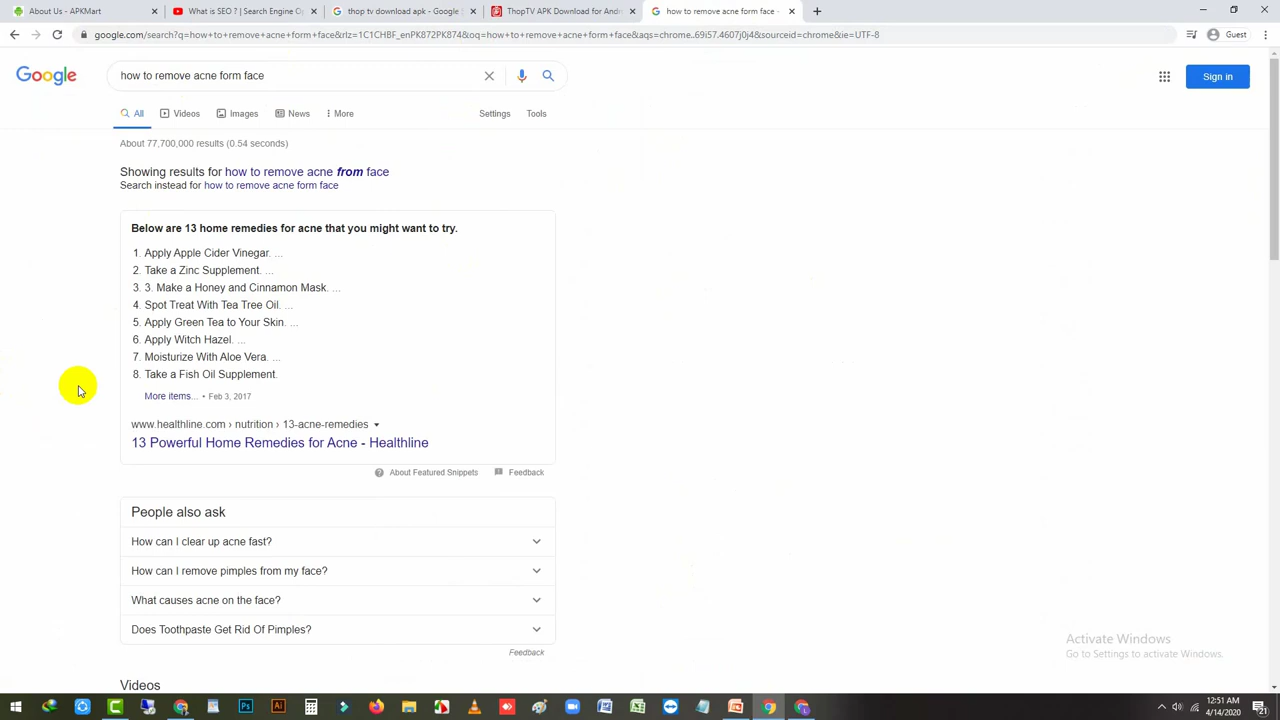 About Us - APKMart
What is SEO ? | Search Engine Op
thop tv download apk - Google S
ThopTV APK Download for Andro
how to remove acne form face -
google.com/search?q=how+to+remove+acne+form+face&rlz=1C1CHBF_enPK872PK874&oq=how+to+remove+acne+form+face&aqs=chrome..69i57.4607j0j4&sourceid=chrome&ie=UTF-8
Guest
Google
how to remove acne form face
Sign in
All
Videos
Images
News
More
Settings
Tools
About 77,700,000 results (0.54 seconds)
Showing results for how to remove acne from face
Search instead for how to remove acne form face
Below are 13 home remedies for acne that you might want to try.
1. Apply Apple Cider Vinegar. ...
2. Take a Zinc Supplement. ...
3. 3. Make a Honey and Cinnamon Mask. ...
4. Spot Treat With Tea Tree Oil. ...
5. Apply Green Tea to Your Skin. ...
6. Apply Witch Hazel. ...
7. Moisturize With Aloe Vera. ...
8. Take a Fish Oil Supplement.
More items... • Feb 3, 2017
www.healthline.com › nutrition › 13-acne-remedies
13 Powerful Home Remedies for Acne - Healthline
About Featured Snippets
Feedback
People also ask
How can I clear up acne fast?
How can I remove pimples from my face?
What causes acne on the face?
Does Toothpaste Get Rid Of Pimples?
Feedback
Videos
Activate Windows
Go to Settings to activate Windows.
12:51 AM
4/14/2020